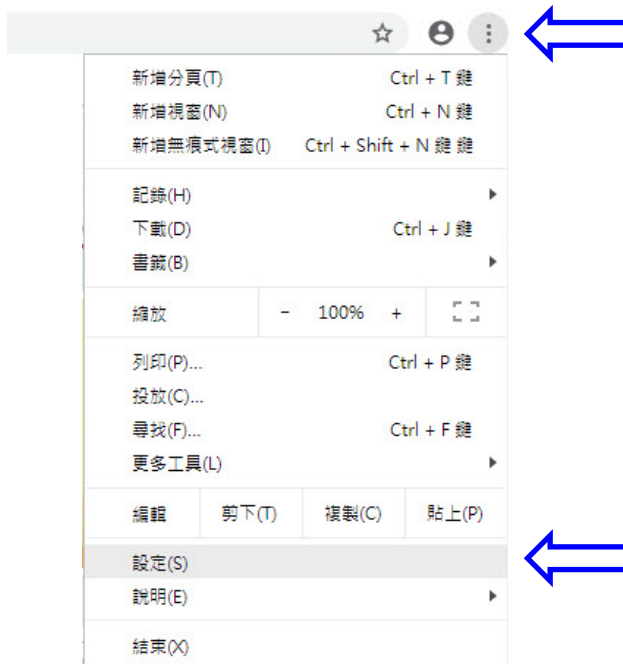 新增分頁(T) Ctrl + T 鍵
新增視窗(N) Ctrl + N 鍵
新增無痕式視窗(I) Ctrl + Shift + N 鍵 鍵
記錄(H)
下載(D) Ctrl + J 鍵
書籤(B)
縮放 - 100% +
列印(P)... Ctrl + P 鍵
投放(C)...
尋找(F)... Ctrl + F 鍵
更多工具(L)
編輯 剪下(T) 複製(C) 貼上(P)
設定(S)
說明(E)
結束(X)